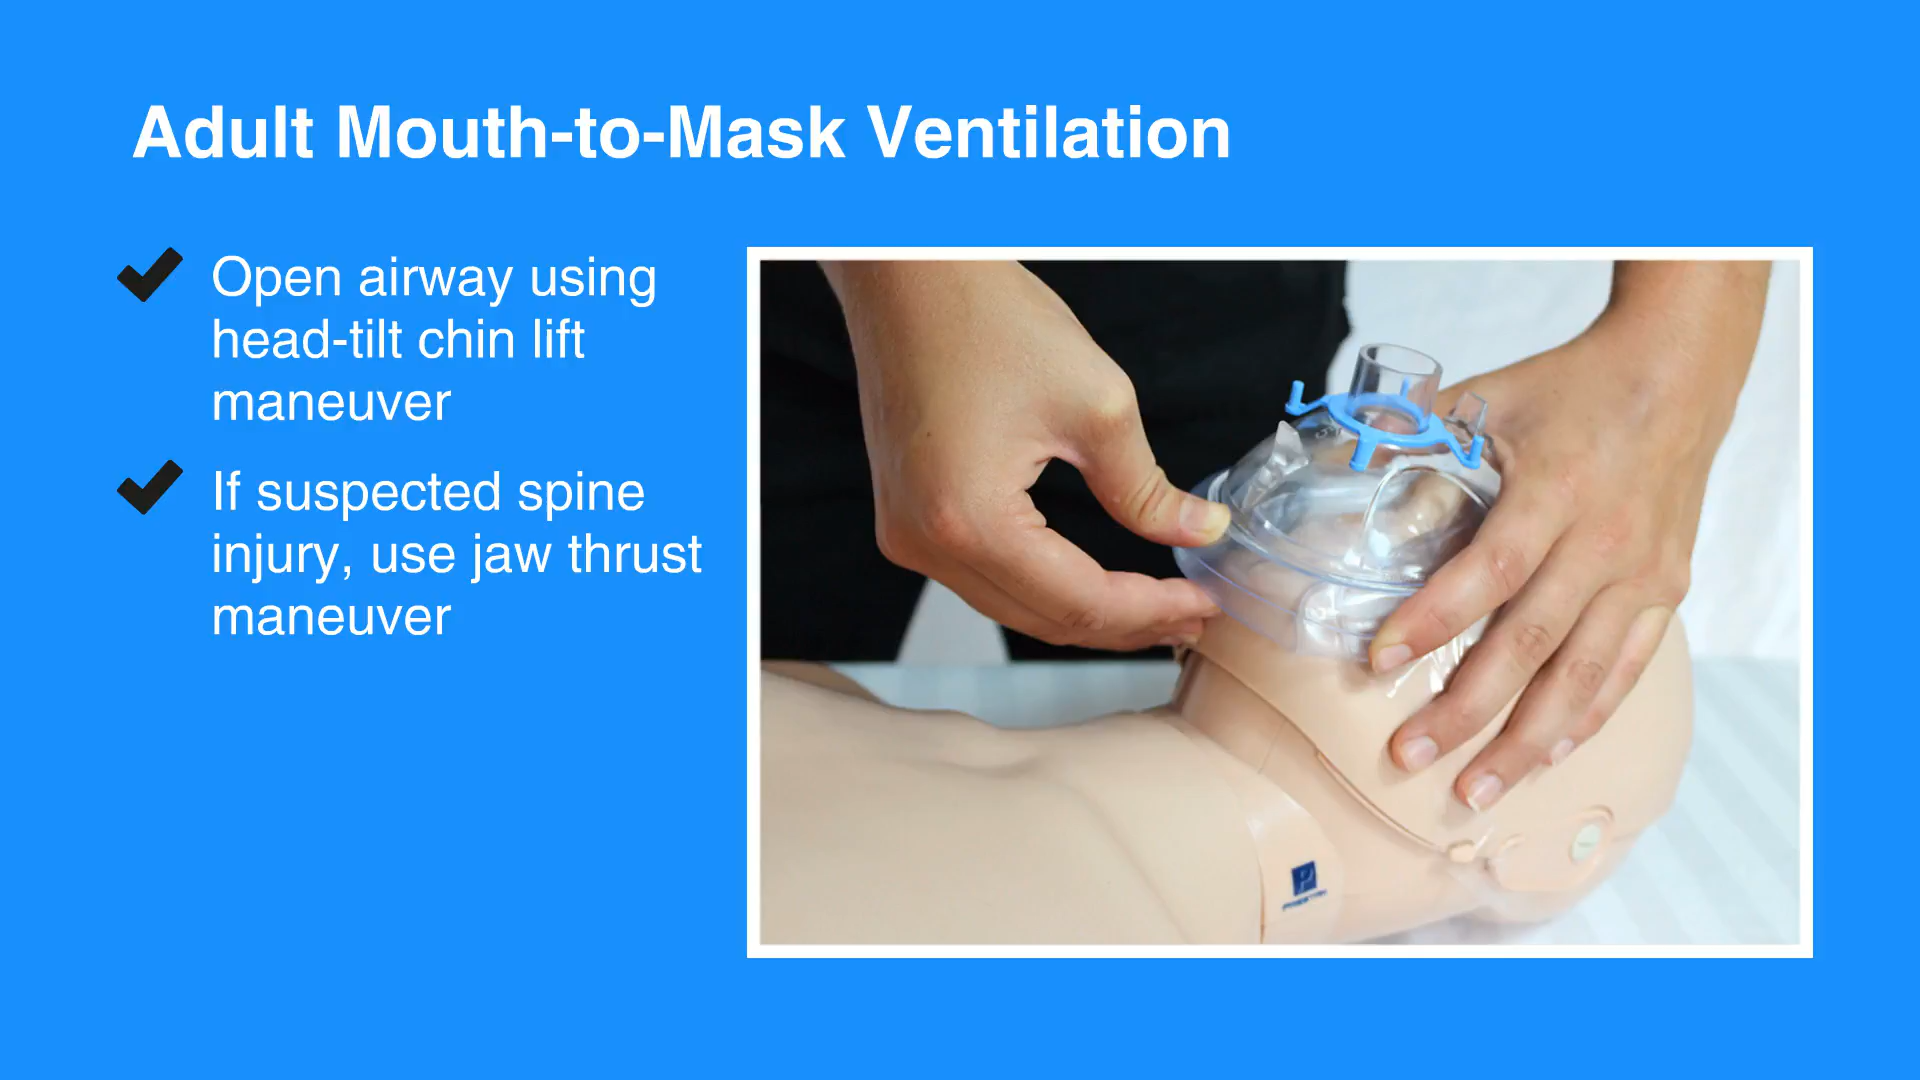 Adult Mouth-to-Mask Ventilation
Open airway using
head-tilt chin lift
maneuver
If suspected spine
injury, use jaw thrust
maneuver